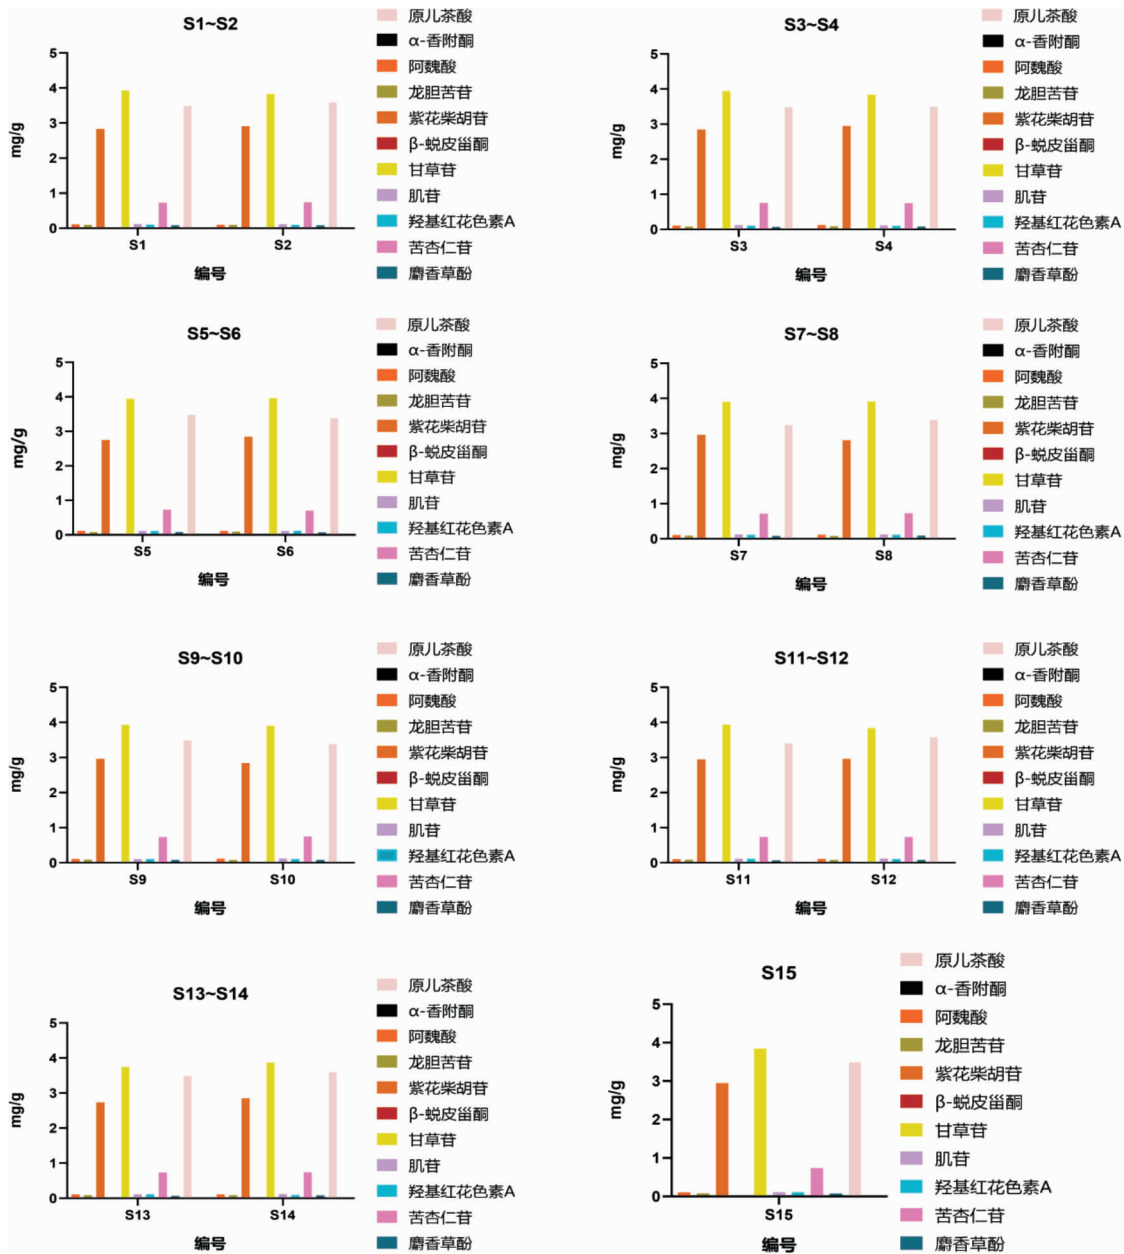 S1~S2
5
4
3
2
1
0
mg/g
S1
S2
编号
原儿茶酸
α-香附酮
阿魏酸
龙胆苦苷
紫花柴胡苷
β-蜕皮甾酮
甘草苷
肌苷
羟基红花色素A
苦杏仁苷
麝香草酚
S3~S4
5
4
3
2
1
0
mg/g
S3
S4
编号
原儿茶酸
α-香附酮
阿魏酸
龙胆苦苷
紫花柴胡苷
β-蜕皮甾酮
甘草苷
肌苷
羟基红花色素A
苦杏仁苷
麝香草酚
S5~S6
5
4
3
2
1
0
mg/g
S5
S6
编号
原儿茶酸
α-香附酮
阿魏酸
龙胆苦苷
紫花柴胡苷
β-蜕皮甾酮
甘草苷
肌苷
羟基红花色素A
苦杏仁苷
麝香草酚
S7~S8
5
4
3
2
1
0
mg/g
S7
S8
编号
原儿茶酸
α-香附酮
阿魏酸
龙胆苦苷
紫花柴胡苷
β-蜕皮甾酮
甘草苷
肌苷
羟基红花色素A
苦杏仁苷
麝香草酚
S9~S10
5
4
3
2
1
0
mg/g
S9
S10
编号
原儿茶酸
α-香附酮
阿魏酸
龙胆苦苷
紫花柴胡苷
β-蜕皮甾酮
甘草苷
肌苷
羟基红花色素A
苦杏仁苷
麝香草酚
S11~S12
5
4
3
2
1
0
mg/g
S11
S12
编号
原儿茶酸
α-香附酮
阿魏酸
龙胆苦苷
紫花柴胡苷
β-蜕皮甾酮
甘草苷
肌苷
羟基红花色素A
苦杏仁苷
麝香草酚
S13~S14
5
4
3
2
1
0
mg/g
S13
S14
编号
原儿茶酸
α-香附酮
阿魏酸
龙胆苦苷
紫花柴胡苷
β-蜕皮甾酮
甘草苷
肌苷
羟基红花色素A
苦杏仁苷
麝香草酚
S15
5
4
3
2
1
0
mg/g
S15
编号
原儿茶酸
α-香附酮
阿魏酸
龙胆苦苷
紫花柴胡苷
β-蜕皮甾酮
甘草苷
肌苷
羟基红花色素A
苦杏仁苷
麝香草酚